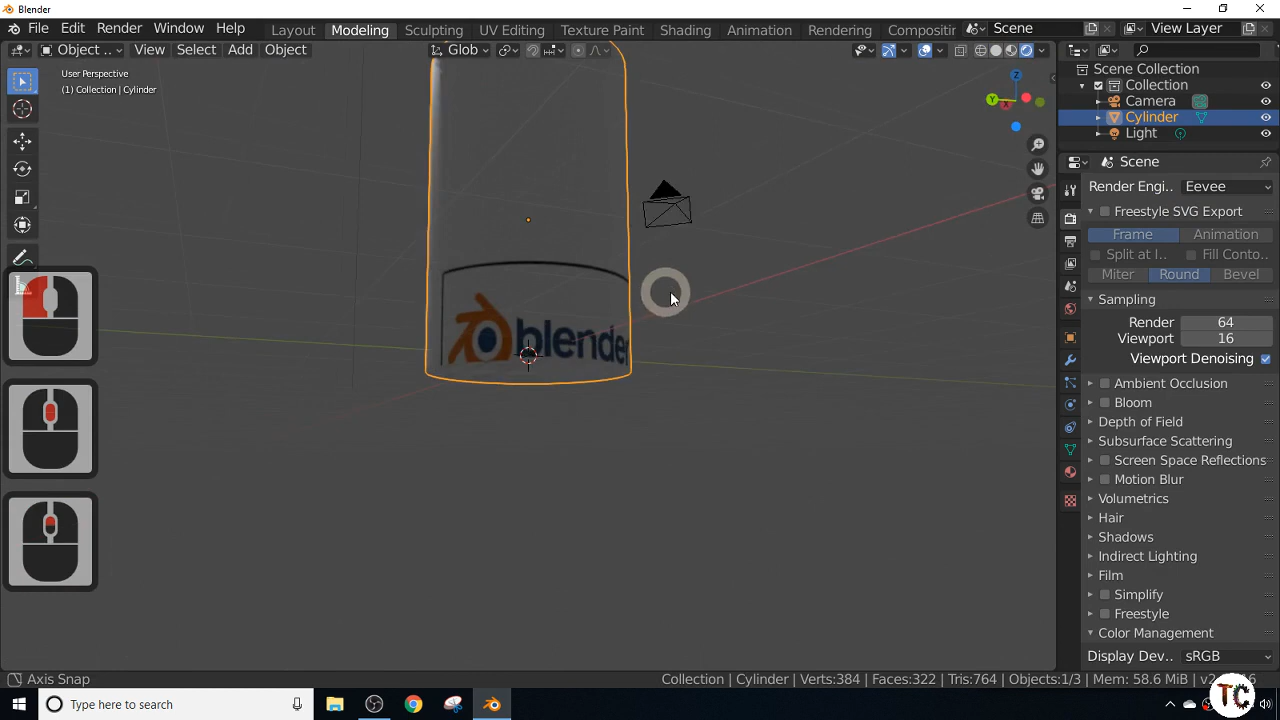 Blender
File Edit Render Window Help
Layout Modeling Sculpting UV Editing Texture Paint Shading Animation Rendering
Scene View Layer
Object .. View Select Add Object
Glob
User Perspective
(1) Collection | Cylinder
Z
Y
Scene Collection
Collection
Camera
Cylinder
Light
Scene
Render Engi.. Eevee
Freestyle SVG Export
Frame Animation
Split at I.. Fill Conto..
Miter Round Bevel
Sampling
Render 64
Viewport 16
Viewport Denoising
Ambient Occlusion
Bloom
Depth of Field
Subsurface Scattering
Screen Space Reflections
Motion Blur
Volumetrics
Hair
Shadows
Indirect Lighting
Film
Simplify
Freestyle
Color Management
Display Dev.. sRGB
blender
Axis Snap
Collection | Cylinder | Verts:384 | Faces:322 | Tris:764 | Objects:1/3 | Mem: 58.6 MiB
Type here to search
TC